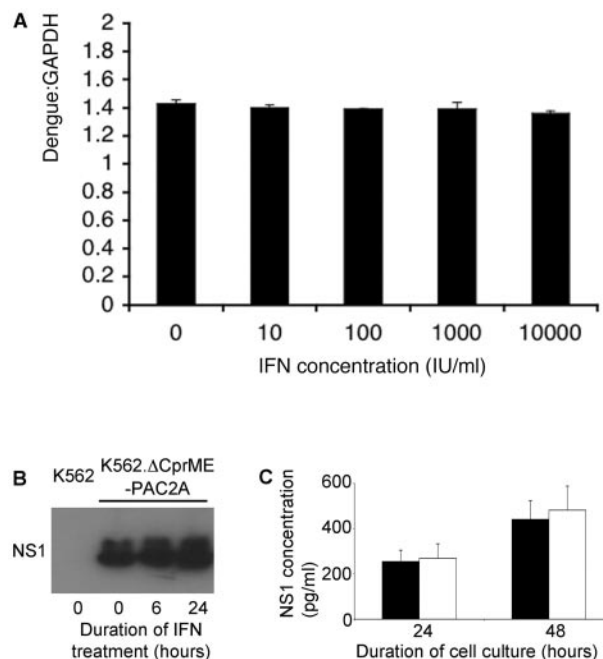 A
Dengue:GAPDH
2
1.8
1.6
1.4
1.2
1
0.8
0.6
0.4
0.2
0
0 10 100 1000 10000
IFN concentration (IU/ml)
B
K562 K562.ΔCprME
-PAC2A
NS1
0 0 6 24
Duration of IFN
treatment (hours)
C
NS1 concentration
(pg/ml)
600
400
200
0
24 48
Duration of cell culture (hours)